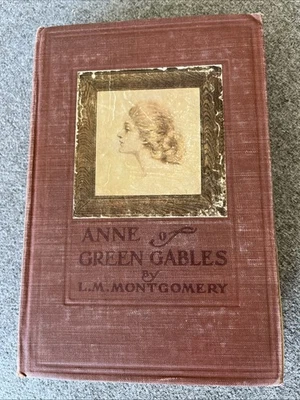 ANNE of
GREEN GABLES
by
L.M. MONTGOMERY